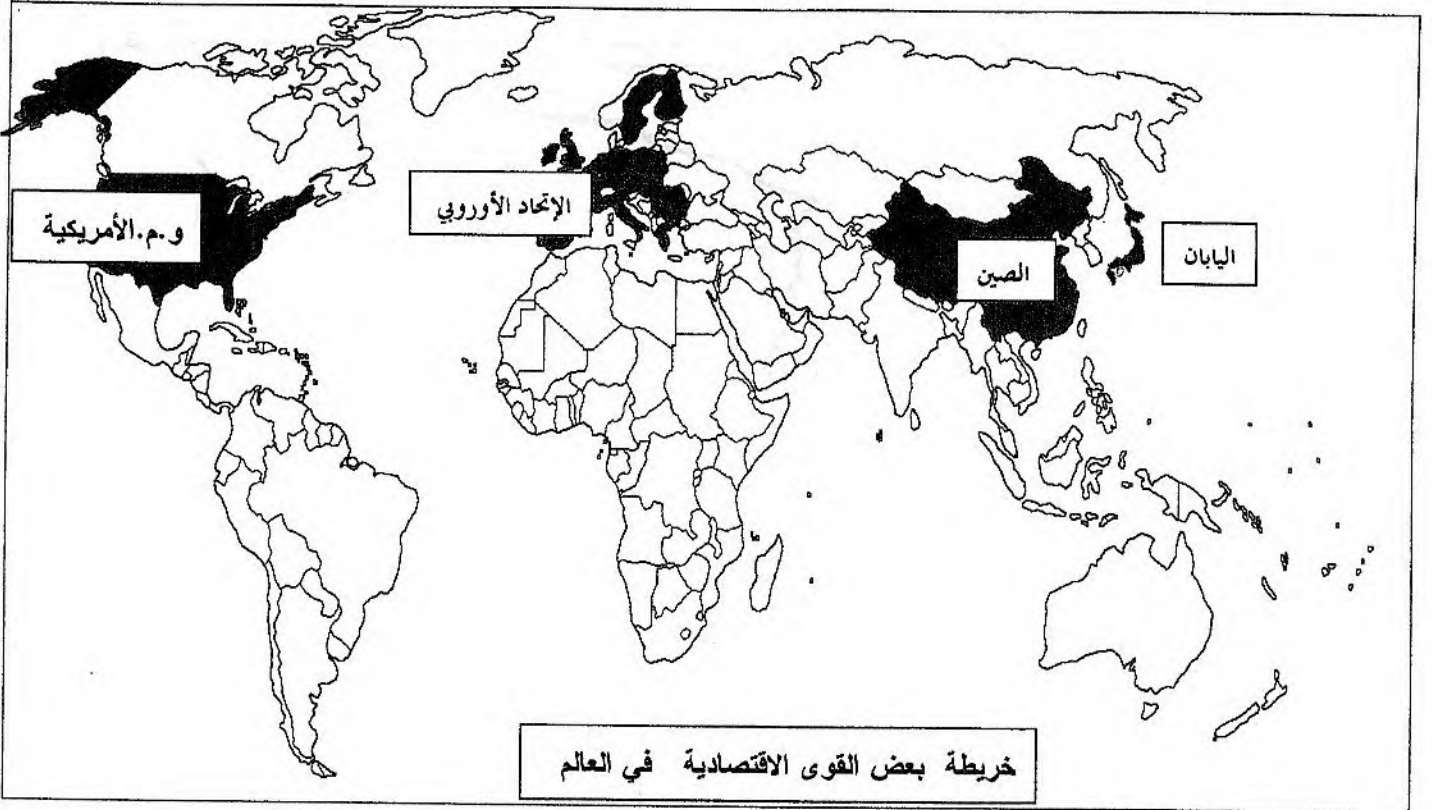 و.م.الأمريكية
الإتحاد الأوروبي
الصين
اليابان
خريطة بعض القوى الاقتصادية في العالم